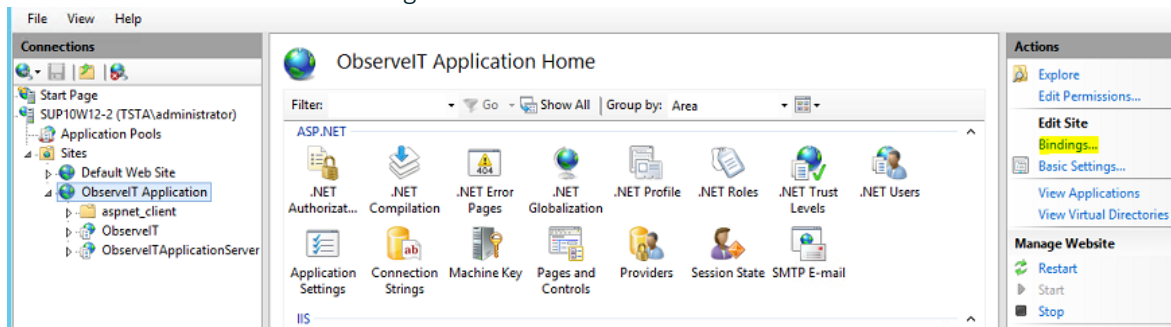 File View Help
Connections
Start Page
SUP10W12-2 (TSTA\administrator)
Application Pools
Sites
Default Web Site
ObserveIT Application
aspnet_client
ObserveIT
ObserveITApplicationServer
ObserveIT Application Home
Filter: Go Show All Group by: Area
ASP.NET
.NET Authorizat...
.NET Compilation
.NET Error Pages
404
.NET Globalization
.NET Profile
.NET Roles
.NET Trust Levels
.NET Users
Application Settings
ab
Connection Strings
Machine Key
Pages and Controls
Providers
Session State
SMTP E-mail
IIS
Actions
Explore
Edit Permissions...
Edit Site
Bindings...
Basic Settings...
View Applications
View Virtual Directories
Manage Website
Restart
Start
Stop